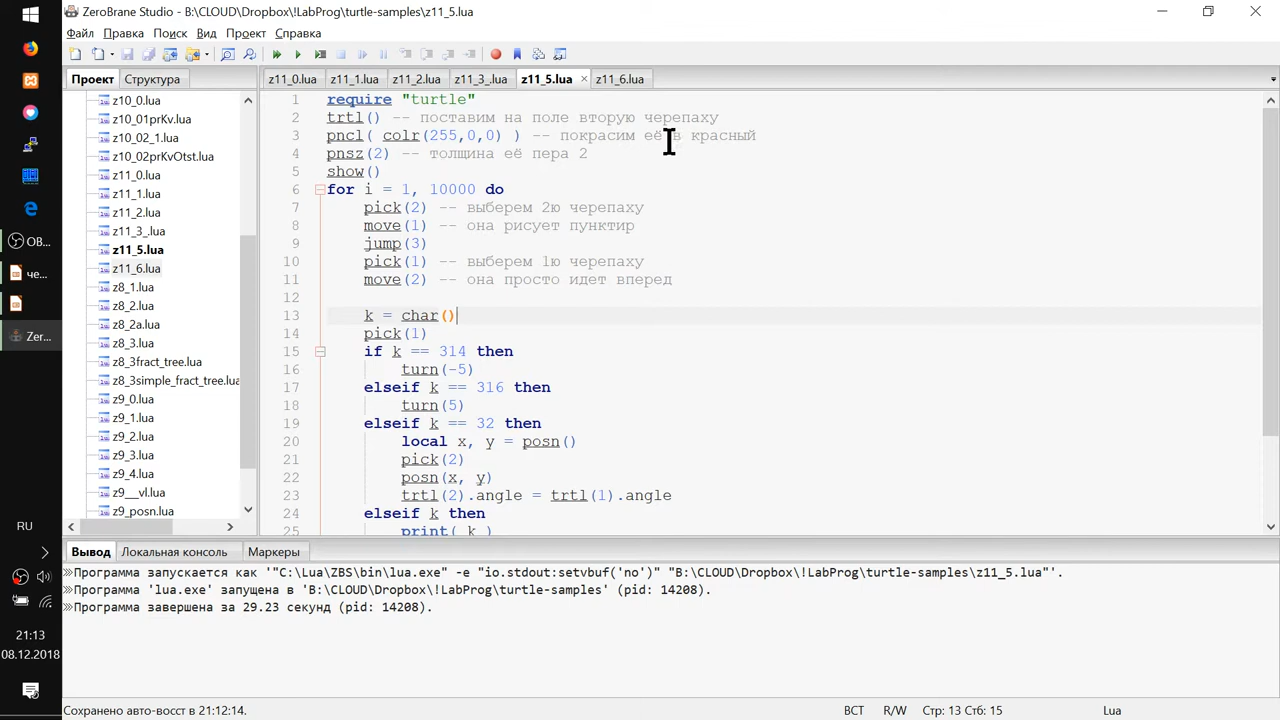 ZeroBrane Studio - B:\CLOUD\Dropbox\!LabProg\turtle-samples\z11_5.lua
Файл Правка Поиск Вид Проект Справка
Проект Структура
z11_0.lua z11_1.lua z11_2.lua z11_3_.lua z11_5.lua z11_6.lua
z10_0.lua
z10_01prKv.lua
z10_02_1.lua
z10_02prKvOtst.lua
z11_0.lua
z11_1.lua
z11_2.lua
z11_3_.lua
z11_5.lua
z11_6.lua
z8_1.lua
z8_2.lua
z8_2a.lua
z8_3.lua
z8_3fract_tree.lua
z8_3simple_fract_tree.lua
z9_0.lua
z9_1.lua
z9_2.lua
z9_3.lua
z9_4.lua
z9__vl.lua
z9_posn.lua
1 require "turtle"
2 trtl() -- поставим на поле вторую черепаху
3 pncl( colr(255,0,0) ) -- покрасим её в красный
4 pnsz(2) -- толщина её пера 2
5 show()
6 for i = 1, 10000 do
7 pick(2) -- выберем 2ю черепаху
8 move(1) -- она рисует пунктир
9 jump(3)
10 pick(1) -- выберем 1ю черепаху
11 move(2) -- она просто идет вперед
12
13 k = char()
14 pick(1)
15 if k == 314 then
16 turn(-5)
17 elseif k == 316 then
18 turn(5)
19 elseif k == 32 then
20 local x, y = posn()
21 pick(2)
22 posn(x, y)
23 trtl(2).angle = trtl(1).angle
24 elseif k then
25 print( k )
Вывод Локальная консоль Маркеры
Программа запускается как '"C:\Lua\ZBS\bin\lua.exe" -e "io.stdout:setvbuf('no')" "B:\CLOUD\Dropbox\!LabProg\turtle-samples\z11_5.lua"'.
Программа 'lua.exe' запущена в 'B:\CLOUD\Dropbox\!LabProg\turtle-samples' (pid: 14208).
Программа завершена за 29.23 секунд (pid: 14208).
Сохранено авто-восст в 21:12:14.
ВСТ R/W Стр: 13 Стб: 15 Lua
OB...
че...
Zer...
RU
21:13
08.12.2018